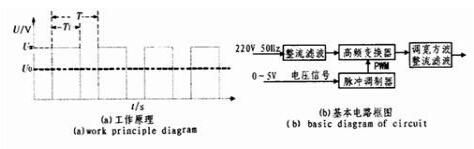 U/V
T
T₁
Um
U₀
t/s
(a)工作原理
(a)work principle diagram
220V 50Hz
整流滤波
高频变换器
调宽方波
整流滤波
PWM
0~5V 电压信号
脉冲调制器
(b)基本电路框图
(b) basic diagram of circuit